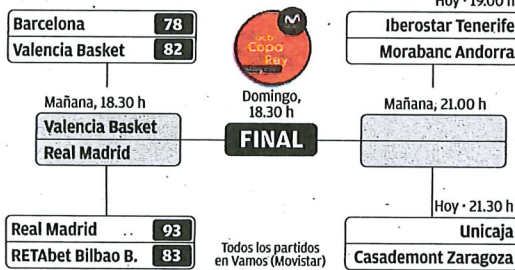 Hoy · 19.00 h
Barcelona 78
Valencia Basket 82
acb
Copa
Rey
Iberostar Tenerife
Morabanc Andorra
Mañana, 18.30 h
Valencia Basket
Real Madrid
Domingo,
18.30 h
FINAL
Mañana, 21.00 h
Real Madrid 93
RETAbet Bilbao B. 83
Todos los partidos
en Vamos (Movistar)
Hoy · 21.30 h
Unicaja
Casademont Zaragoza